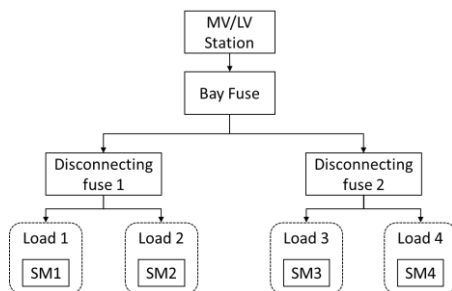 MV/LV
Station
Bay Fuse
Disconnecting
fuse 1
Disconnecting
fuse 2
Load 1
Load 2
Load 3
Load 4
SM1
SM2
SM3
SM4